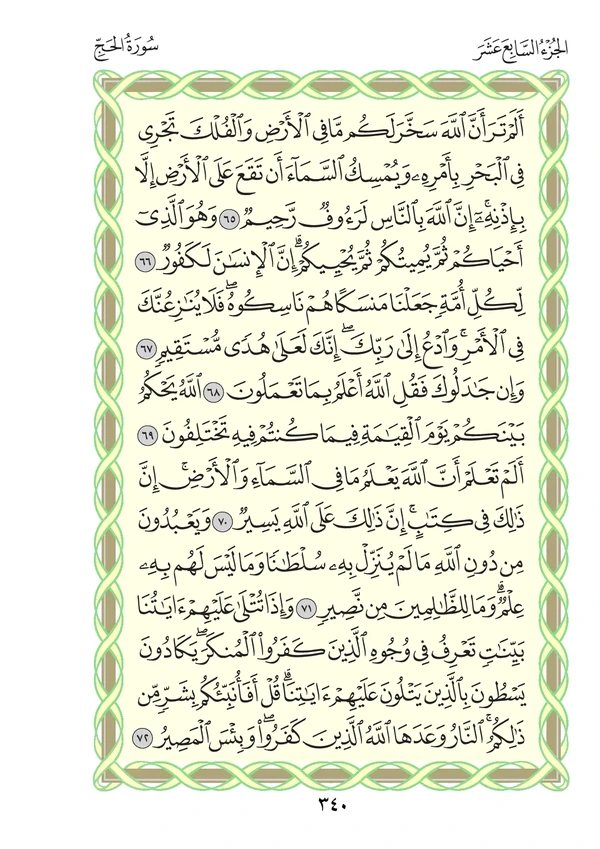 الجُزْءُ السَّابِعَ عَشَرَ
سُورَةُ الحَجِّ
أَلَمْ تَرَ أَنَّ ٱللَّهَ سَخَّرَ لَكُم مَّا فِى ٱلْأَرْضِ وَٱلْفُلْكَ تَجْرِى
فِى ٱلْبَحْرِ بِأَمْرِهِۦ وَيُمْسِكُ ٱلسَّمَآءَ أَن تَقَعَ عَلَى ٱلْأَرْضِ إِلَّا
بِإِذْنِهِۦٓ ۗ إِنَّ ٱللَّهَ بِٱلنَّاسِ لَرَءُوفٌ رَّحِيمٌ ٦٥ وَهُوَ ٱلَّذِىٓ
أَحْيَاكُمْ ثُمَّ يُمِيتُكُمْ ثُمَّ يُحْيِيكُمْ ۗ إِنَّ ٱلْإِنسَـٰنَ لَكَفُورٌ ٦٦
لِّكُلِّ أُمَّةٍ جَعَلْنَا مَنسَكًا هُمْ نَاسِكُوهُ ۖ فَلَا يُنَـٰزِعُنَّكَ
فِى ٱلْأَمْرِ ۚ وَٱدْعُ إِلَىٰ رَبِّكَ ۖ إِنَّكَ لَعَلَىٰ هُدًى مُّسْتَقِيمٍ ٦٧
وَإِن جَـٰدَلُوكَ فَقُلِ ٱللَّهُ أَعْلَمُ بِمَا تَعْمَلُونَ ٦٨ ٱللَّهُ يَحْكُمُ
بَيْنَكُمْ يَوْمَ ٱلْقِيَـٰمَةِ فِيمَا كُنتُمْ فِيهِ تَخْتَلِفُونَ ٦٩
أَلَمْ تَعْلَمْ أَنَّ ٱللَّهَ يَعْلَمُ مَا فِى ٱلسَّمَآءِ وَٱلْأَرْضِ ۗ إِنَّ
ذَٰلِكَ فِى كِتَـٰبٍ ۚ إِنَّ ذَٰلِكَ عَلَى ٱللَّهِ يَسِيرٌ ٧٠ وَيَعْبُدُونَ
مِن دُونِ ٱللَّهِ مَا لَمْ يُنَزِّلْ بِهِۦ سُلْطَـٰنًا وَمَا لَيْسَ لَهُم بِهِۦ
عِلْمٌ ۗ وَمَا لِلظَّـٰلِمِينَ مِن نَّصِيرٍ ٧١ وَإِذَا تُتْلَىٰ عَلَيْهِمْ ءَايَـٰتُنَا
بَيِّنَـٰتٍ تَعْرِفُ فِى وُجُوهِ ٱلَّذِينَ كَفَرُوا۟ ٱلْمُنكَرَ ۖ يَكَادُونَ
يَسْطُونَ بِٱلَّذِينَ يَتْلُونَ عَلَيْهِمْ ءَايَـٰتِنَا ۗ قُلْ أَفَأُنَبِّئُكُم بِشَرٍّ مِّن
ذَٰلِكُمُ ۗ ٱلنَّارُ وَعَدَهَا ٱللَّهُ ٱلَّذِينَ كَفَرُوا۟ ۖ وَبِئْسَ ٱلْمَصِيرُ ٧٢
٣٤٠